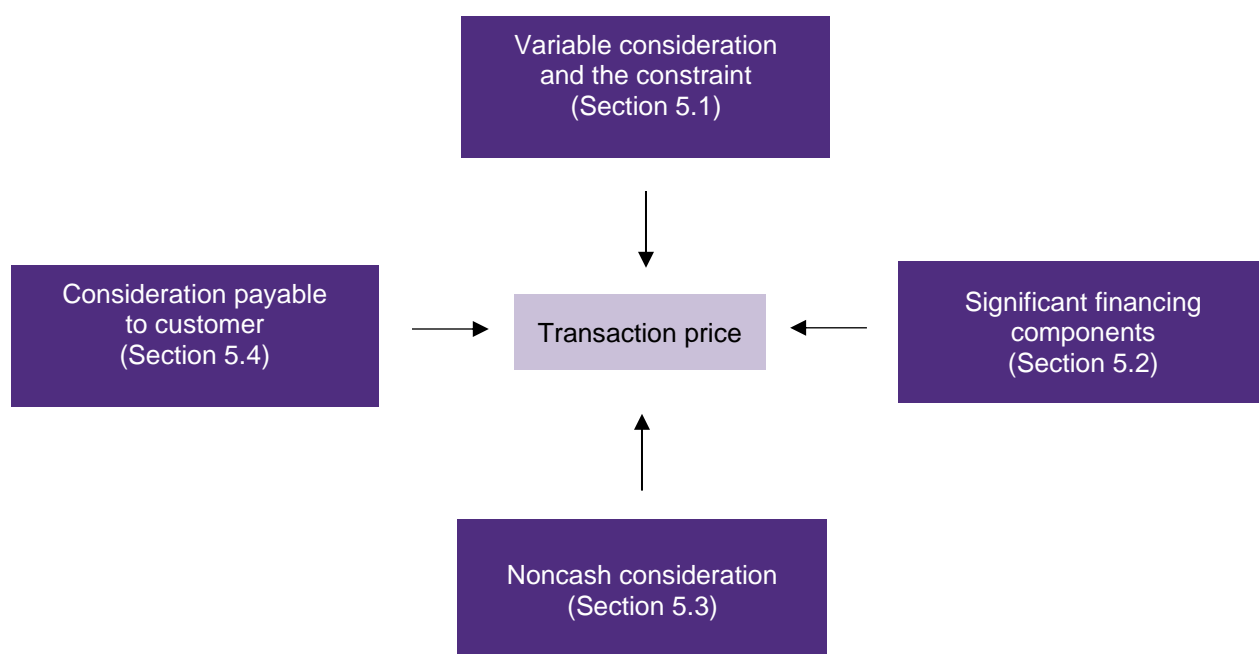 Variable consideration
and the constraint
(Section 5.1)
Consideration payable
to customer
(Section 5.4)
Transaction price
Significant financing
components
(Section 5.2)
Noncash consideration
(Section 5.3)